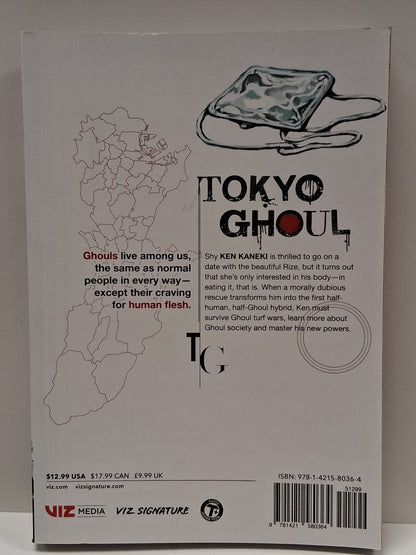 TOKYO
GHOUL
Ghouls live among us,
the same as normal
people in every way—
except their craving
for human flesh.
Shy KEN KANEKI is thrilled to go on a
date with the beautiful Rize, but it turns out
that she's only interested in his body—in
eating it, that is. When a morally dubious
rescue transforms him into the first half-
human, half-Ghoul hybrid, Ken must
survive Ghoul turf wars, learn more about
Ghoul society and master his new powers.
TG
$12.99 USA $17.99 CAN £9.99 UK
viz.com vizsignature.com
VIZ MEDIA VIZ SIGNATURE
ISBN: 978-1-4215-8036-4
51299
9 781421 580364